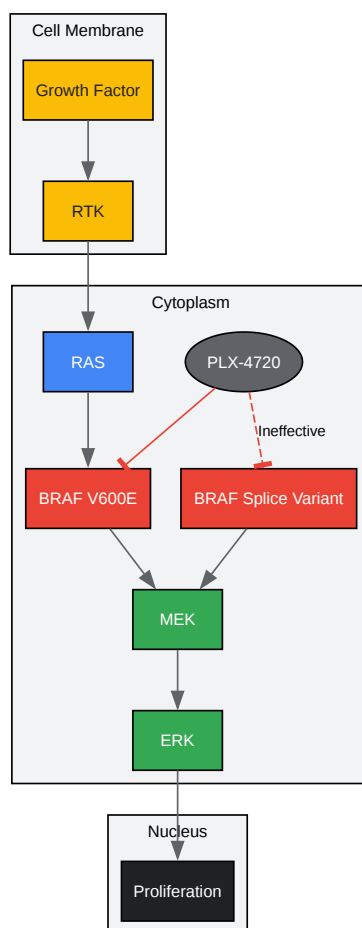 Cell Membrane
Growth Factor
RTK
Cytoplasm
RAS
PLX-4720
Ineffective
BRAF V600E
BRAF Splice Variant
MEK
ERK
Nucleus
Proliferation